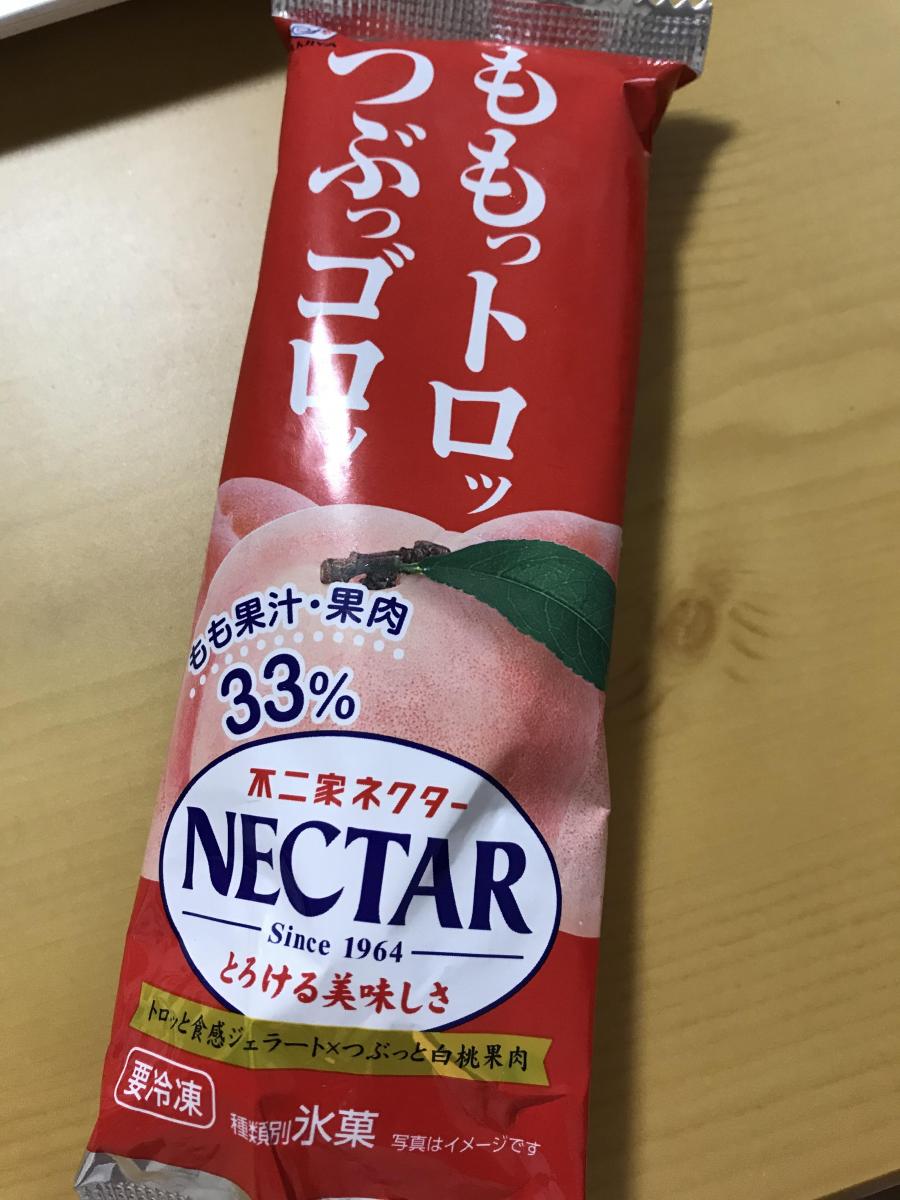 ももっトロッ
つぶっゴロッ
もも果汁・果肉
33%
不二家ネクター
NECTAR
Since 1964
とろける美味しさ
トロッと食感ジェラート×つぶっと白桃果肉
要冷凍
種類別氷菓
写真はイメージです